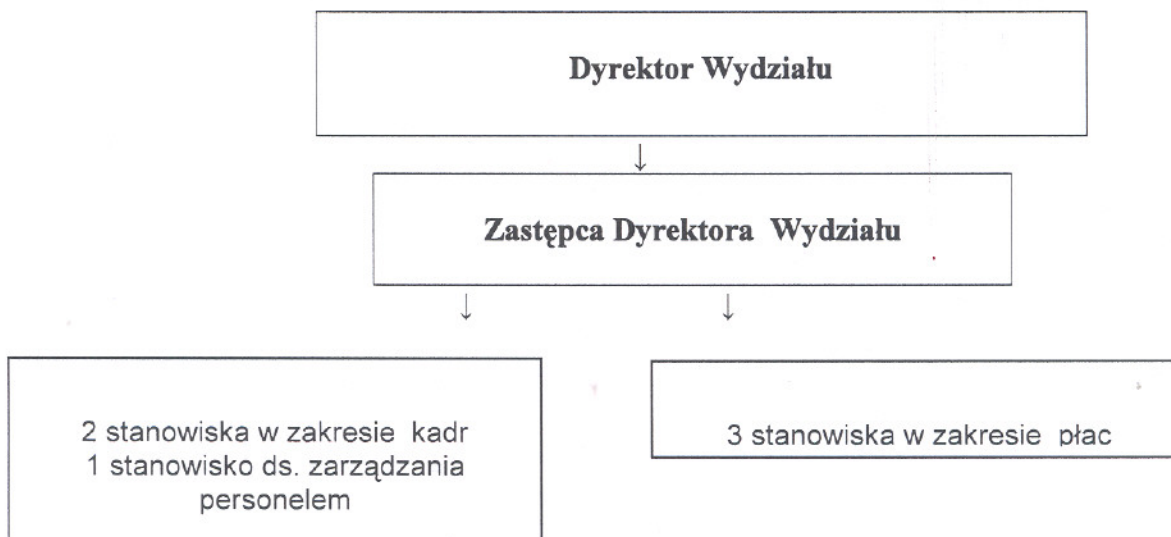 Dyrektor Wydziału
↓
Zastępca Dyrektora Wydziału
↓ ↓
2 stanowiska w zakresie kadr
1 stanowisko ds. zarządzania
personelem
3 stanowiska w zakresie płac